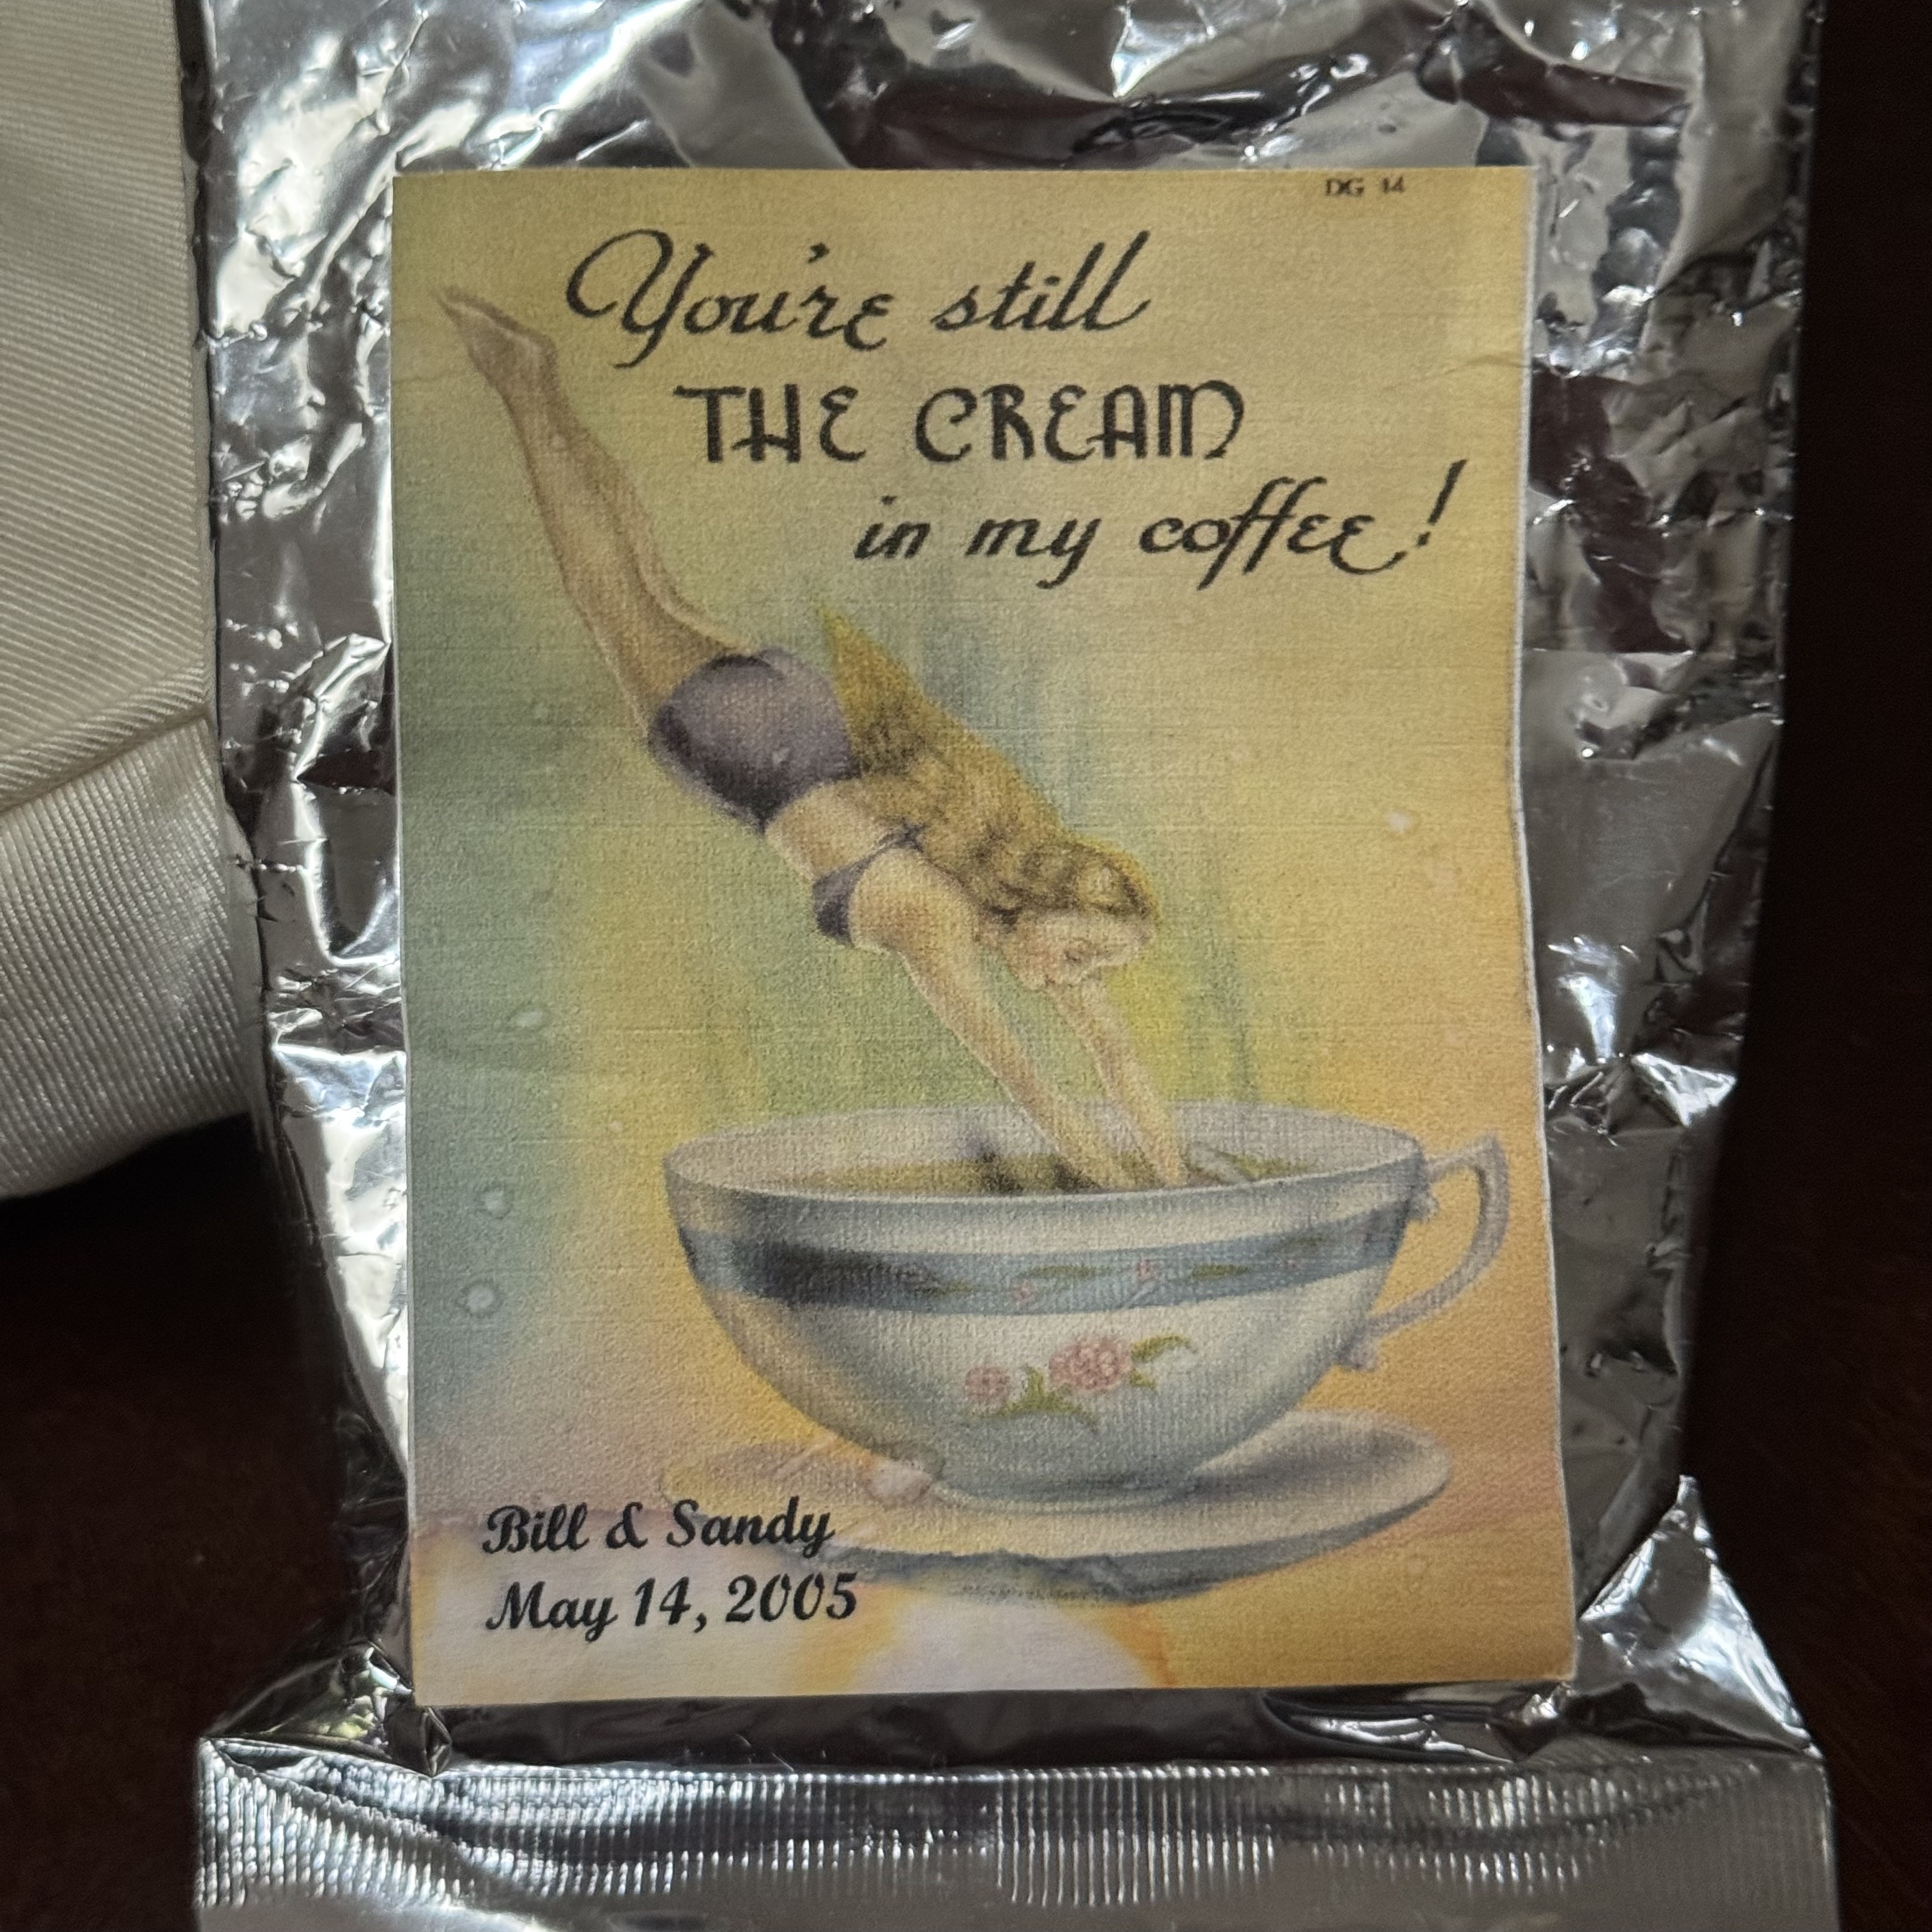 DG 14
You're still
THE CREAM
in my coffee!
Bill & Sandy
May 14, 2005